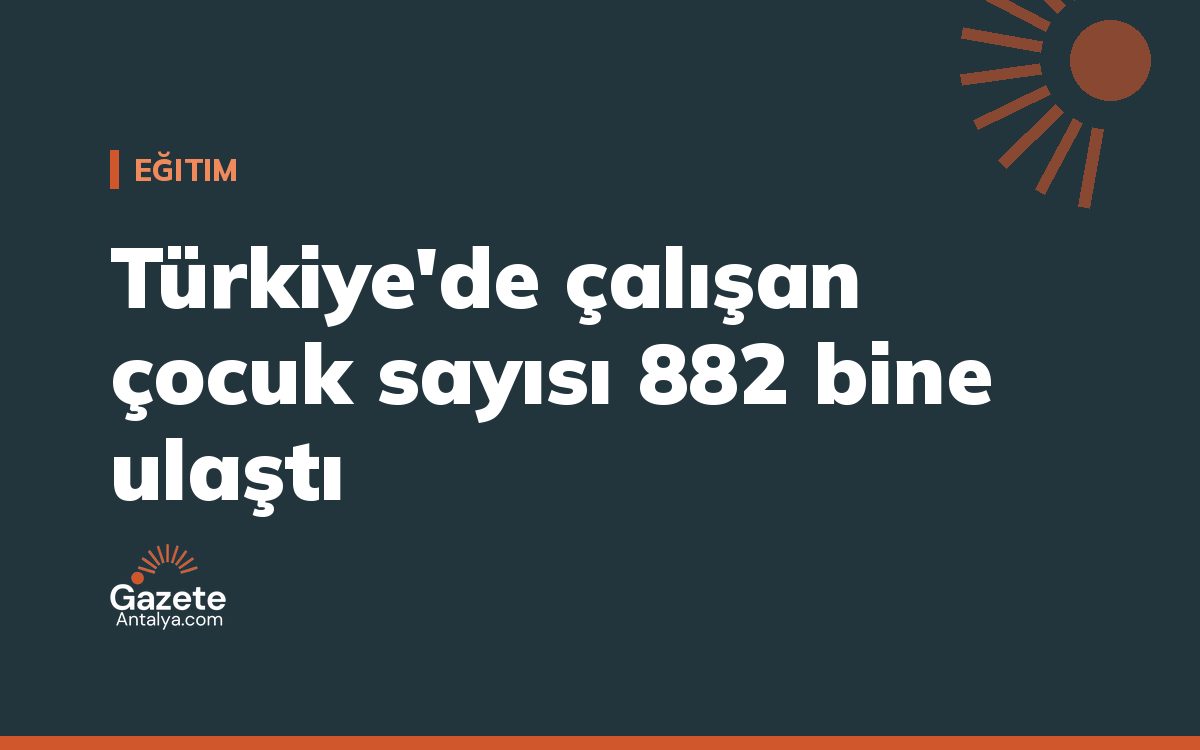 EĞITIM
Türkiye'de çalışan
çocuk sayısı 882 bine
ulaştı
Gazete
Antalya.com